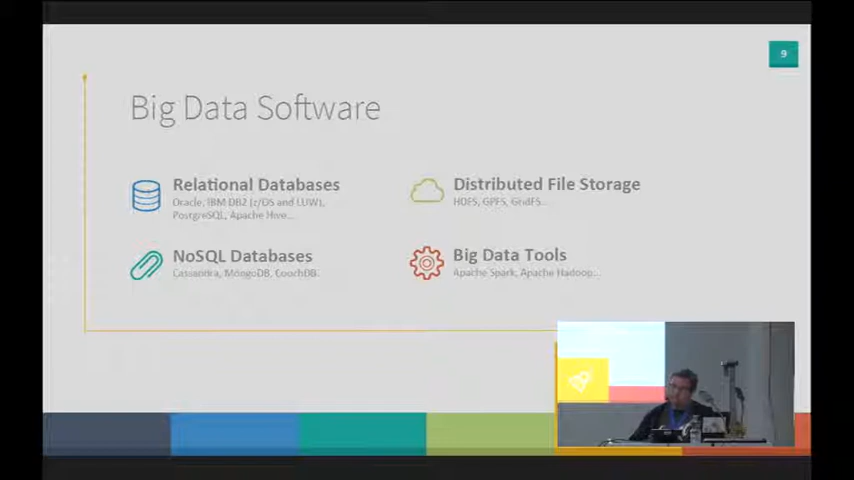 9
Big Data Software
Relational Databases
Oracle, IBM DB2 (z/OS and LUW),
PostgreSQL, Apache Hive...
Distributed File Storage
HDFS, GPFS, GridFS...
NoSQL Databases
Cassandra, MongoDB, CouchDB
Big Data Tools
Apache Spark, Apache Hadoop...